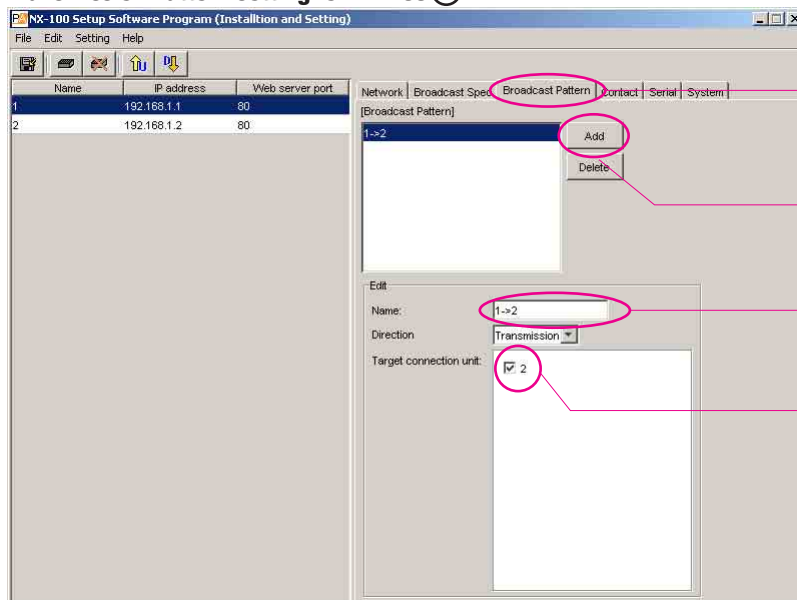 NX-100 Setup Software Program (Installtion and Setting)
File Edit Setting Help
Name IP address Web server port
1 192.168.1.1 80
2 192.168.1.2 80
Network Broadcast Spec Broadcast Pattern Contact Serial System
[Broadcast Pattern]
1->2
Add
Delete
Edit
Name: 1->2
Direction Transmission
Target connection unit: 2